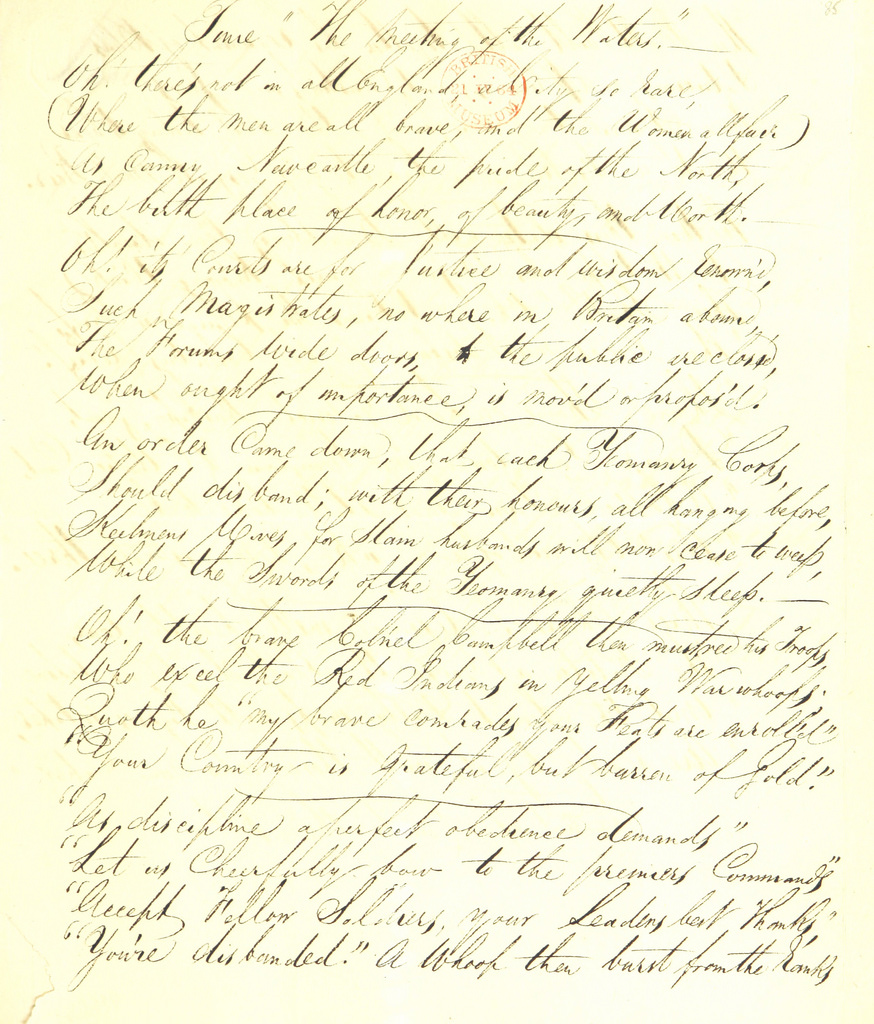 85
Tune "The Meeting of the Waters."—
Oh! there's not in all England a City so rare,
(Where the men are all brave, and the Women all fair)
As Canny Newcastle, the pride of the North,
The birth place of honor, of beauty, and Worth.—
BRITISH MUSEUM
Oh! its Courts are for Justice and wisdom renown'd,
Such Magistrates, no where in Britain abound,
The Forums wide doors, to the public are closed,
When ought of importance, is mov'd or propos'd.
An order Came down, that each Yeomanry Corps,
Should disband; with their honours, all hanging before,
Keelmens Wives, for Slain husbands will now cease to weep,
While the Swords of the Yeomanry quietly Sleep.—
Oh! the brave Colnel Campbell then mustred his Troops,
Who excel the Red Indians in yelling War whoops.
Quoth he "my brave comrades your Feats are enrolled"
"Your Country is grateful, but barren of Gold."
"As discipline a perfect obedience demands"
"Let us Cheerfully bow to the premiers Commands"
"Accept, Fellow Soldiers, your Leaders best Thanks,"
"You're disbanded." A Whoop then burst from the ranks